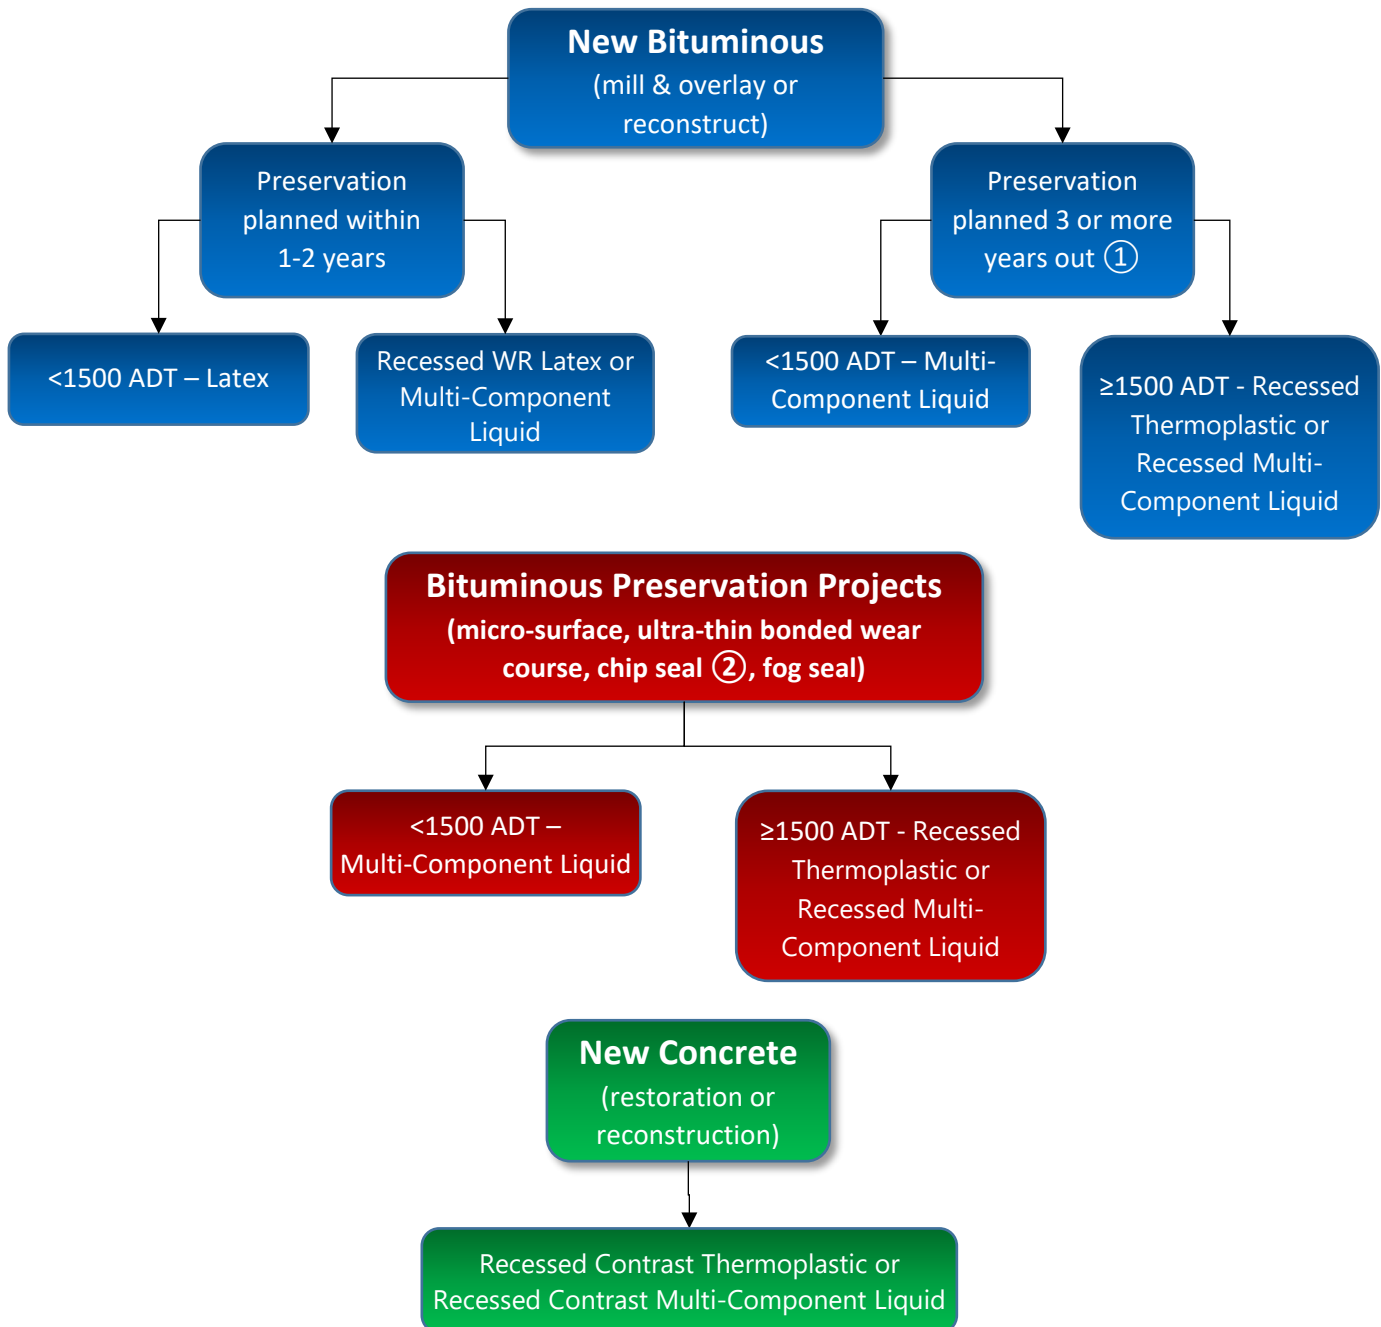 New Bituminous
(mill & overlay or
reconstruct)
Preservation
planned within
1-2 years
Preservation
planned 3 or more
years out ①
<1500 ADT – Latex
Recessed WR Latex or
Multi-Component
Liquid
<1500 ADT – Multi-
Component Liquid
≥1500 ADT - Recessed
Thermoplastic or
Recessed Multi-
Component Liquid
Bituminous Preservation Projects
(micro-surface, ultra-thin bonded wear
course, chip seal ②, fog seal)
<1500 ADT –
Multi-Component Liquid
≥1500 ADT - Recessed
Thermoplastic or
Recessed Multi-
Component Liquid
New Concrete
(restoration or
reconstruction)
Recessed Contrast Thermoplastic or
Recessed Contrast Multi-Component Liquid